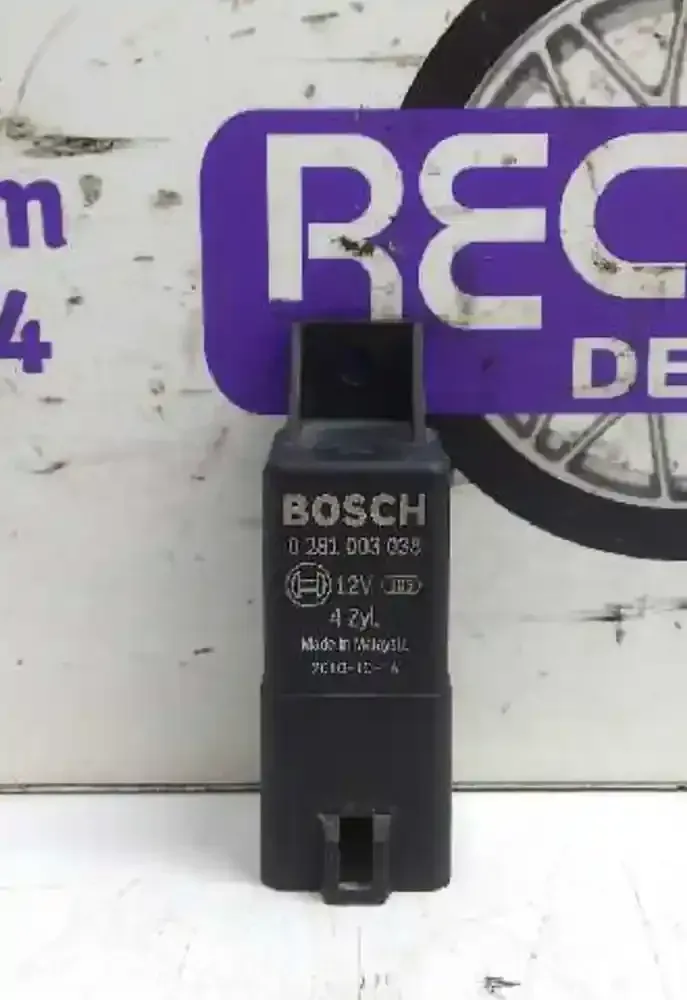 m
4
REC
DE
BOSCH
0 281 003 038
12V
4 Zyl.
Made in Malaysia